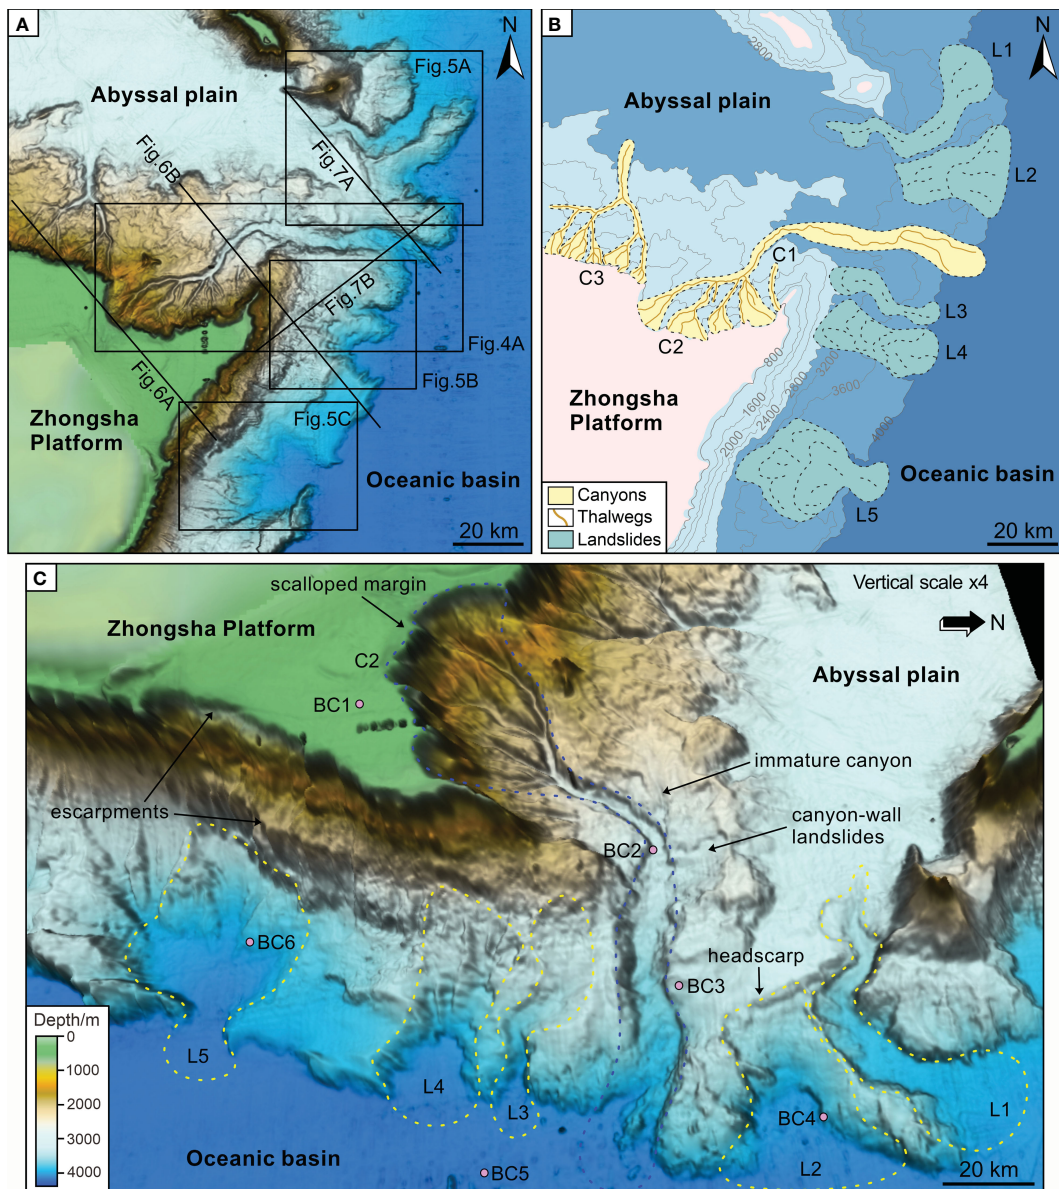 A
N
Fig.5A
Abyssal plain
Fig.6B
Fig.7A
Fig.7B
Fig.4A
Fig.6A
Fig.5B
Zhongsha
Platform
Fig.5C
Oceanic basin
20 km
B
N
2800
L1
Abyssal plain
L2
C1
C3
L3
C2
L4
800
1600
2000
2400
2800
3200
3600
4000
Zhongsha
Platform
Oceanic basin
L5
Canyons
Thalwegs
Landslides
20 km
C
scalloped margin
Vertical scale x4
N
Zhongsha Platform
C2
Abyssal plain
BC1
immature canyon
escarpments
canyon-wall
landslides
BC2
BC6
headscarp
BC3
Depth/m
0
1000
2000
3000
4000
L5
L4
L3
BC4
L1
L2
Oceanic basin
BC5
20 km